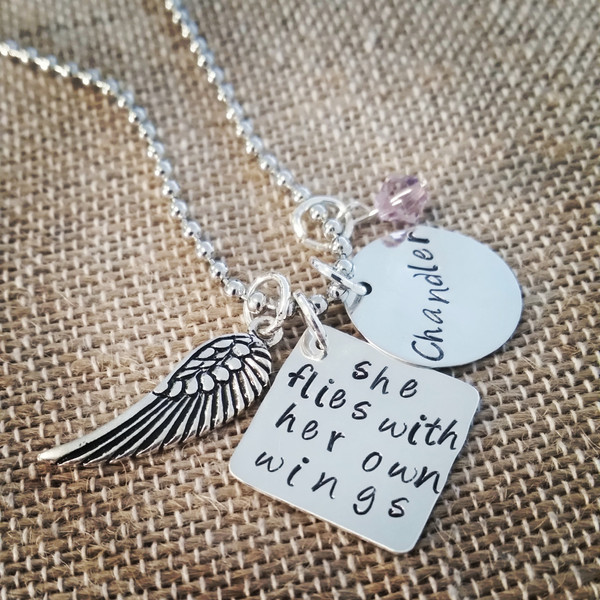 Chandler
she
flies with
her own
wings